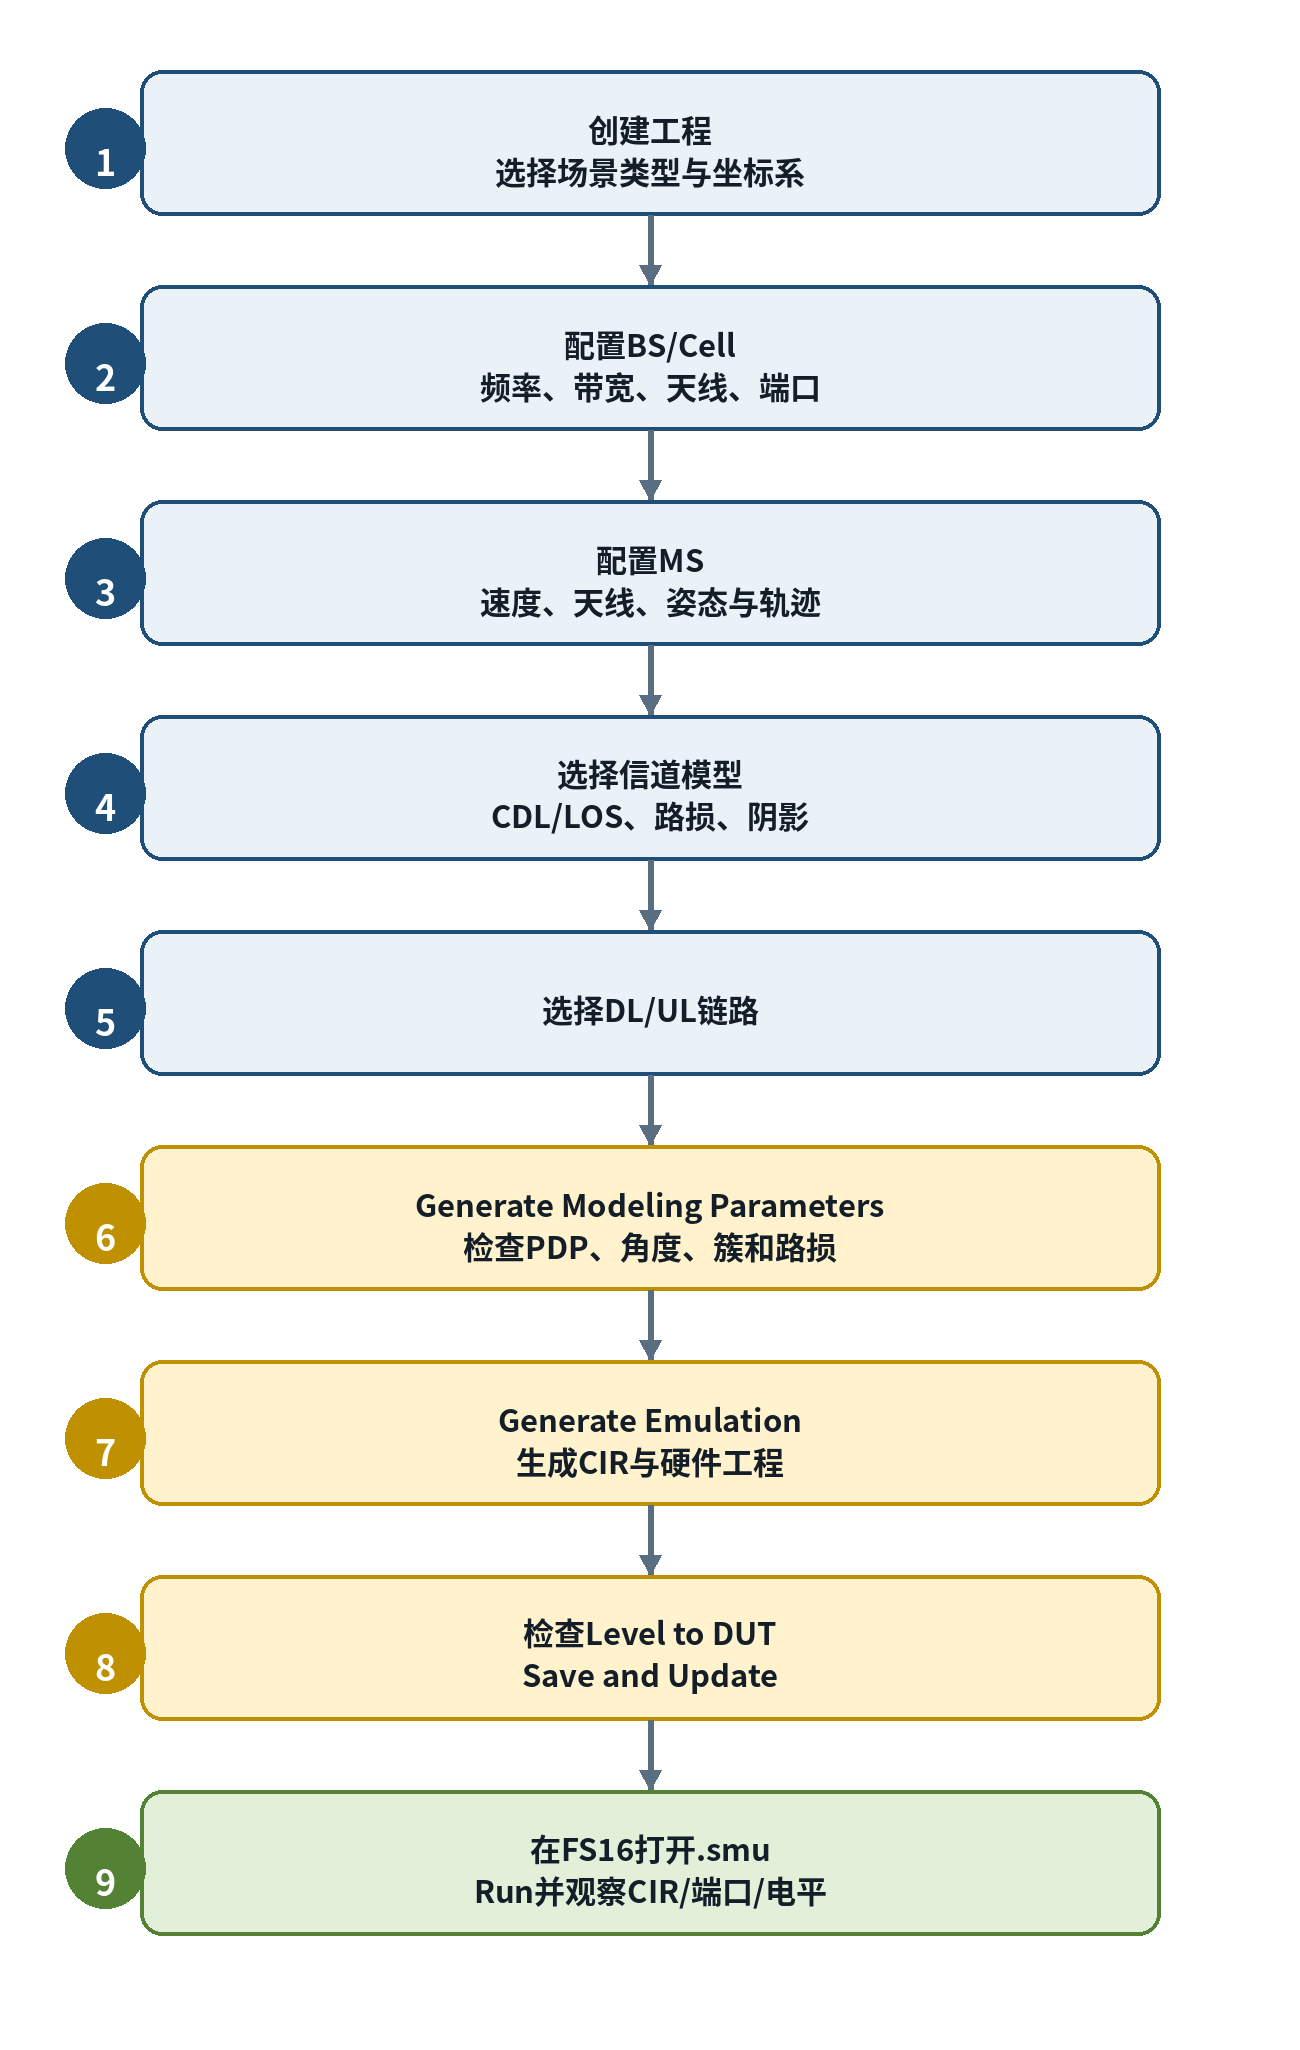 1
创建工程
选择场景类型与坐标系
2
配置BS/Cell
频率、带宽、天线、端口
3
配置MS
速度、天线、姿态与轨迹
4
选择信道模型
CDL/LOS、路损、阴影
5
选择DL/UL链路
6
Generate Modeling Parameters
检查PDP、角度、簇和路损
7
Generate Emulation
生成CIR与硬件工程
8
检查Level to DUT
Save and Update
9
在FS16打开.smu
Run并观察CIR/端口/电平